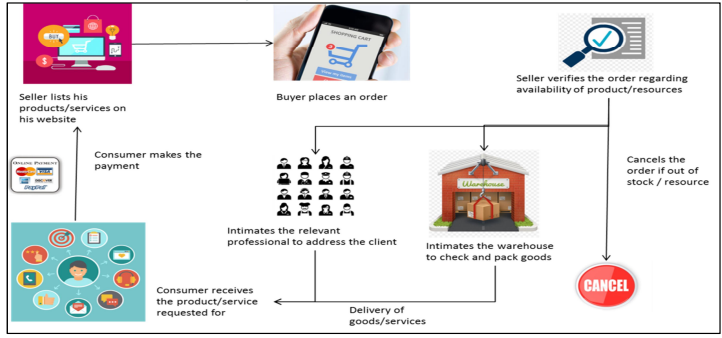 BUY
SHOPPING CART
Seller lists his
products/services on
his website
Buyer places an order
Seller verifies the order regarding
availability of product/resources
ONLINE PAYMENT
VISA
PayPal
Consumer makes the
payment
Warehouse
Cancels the
order if out of
stock / resource
Intimates the relevant
professional to address the client
Intimates the warehouse
to check and pack goods
CANCEL
Consumer receives
the product/service
requested for
Delivery of
goods/services